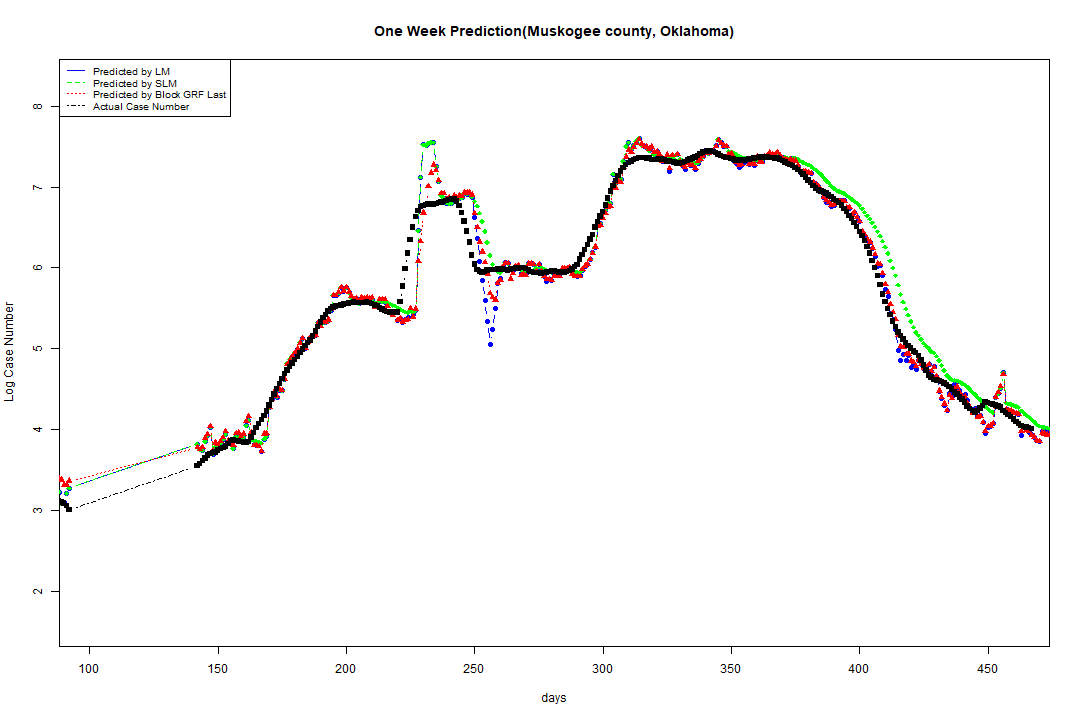 One Week Prediction(Muskogee county, Oklahoma)
Predicted by LM
Predicted by SLM
Predicted by Block GRF Last
Actual Case Number
8
7
6
5
4
3
2
Log Case Number
100 150 200 250 300 350 400 450
days